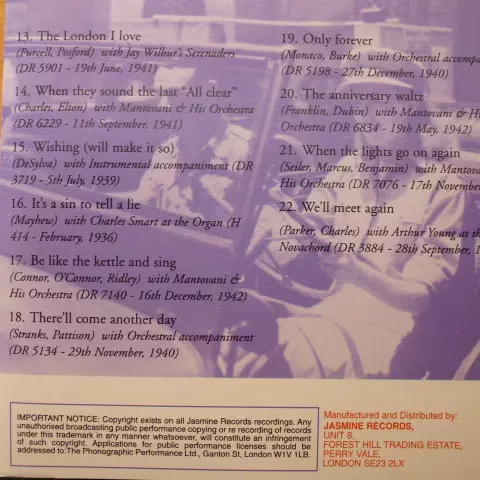 13. The London I love
(Purcell, Posford) with Jay Wilbur's Serenaders
(DR 5901 - 19th June, 1941)
14. When they sound the last "All clear"
(Charles, Elton) with Mantovani & His Orchestra
(DR 6229 - 11th September, 1941)
15. Wishing (will make it so)
(DeSylva) with Instrumental accompaniment (DR
3719 - 5th July, 1939)
16. It's a sin to tell a lie
(Mayhew) with Charles Smart at the Organ (H
414 - February, 1936)
17. Be like the kettle and sing
(Connor, O'Connor, Ridley) with Mantovani &
His Orchestra (DR 7140 - 16th December, 1942)
18. There'll come another day
(Stranks, Pattison) with Orchestral accompaniment
(DR 5134 - 29th November, 1940)
19. Only forever
(Monaco, Burke) with Orchestral accompa
(DR 5198 - 27th December, 1940)
20. The anniversary waltz
(Franklin, Dubin) with Mantovani & H
Orchestra (DR 6834 - 19th May, 1942)
21. When the lights go on again
(Seiler, Marcus, Benjamin) with Mantova
His Orchestra (DR 7076 - 17th November
22. We'll meet again
(Parker, Charles) with Arthur Young at th
Novachord (DR 3884 - 28th September, 1
IMPORTANT NOTICE: Copyright exists on all Jasmine Records recordings. Any
unauthorised broadcasting public performance copying or re recording of records
under this trademark in any manner whatsoever, will constitute an infringement
of such copyright. Applications for public performance licenses should be
addressed to:The Phonographic Performance Ltd., Ganton St, London W1V 1LB.
Manufactured and Distributed by:
JASMINE RECORDS,
UNIT 8,
FOREST HILL TRADING ESTATE,
PERRY VALE,
LONDON SE23 2LX